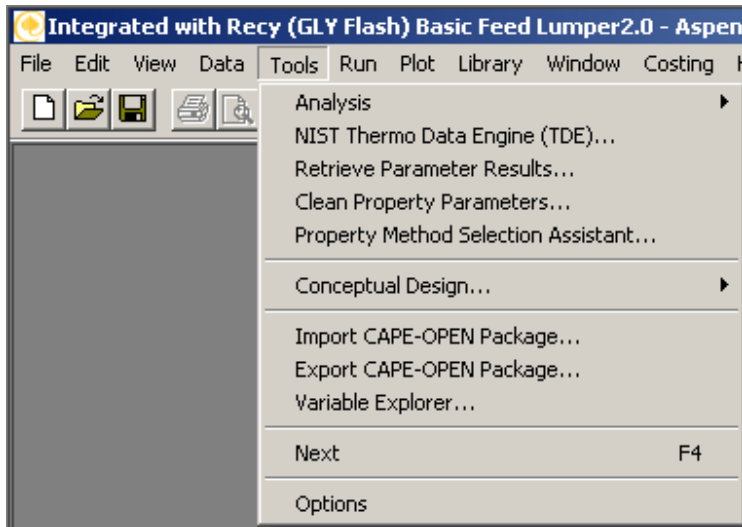 Integrated with Recy (GLY Flash) Basic Feed Lumper2.0 - Aspen
File Edit View Data Tools Run Plot Library Window Costing
Analysis
NIST Thermo Data Engine (TDE)...
Retrieve Parameter Results...
Clean Property Parameters...
Property Method Selection Assistant...
Conceptual Design...
Import CAPE-OPEN Package...
Export CAPE-OPEN Package...
Variable Explorer...
Next F4
Options